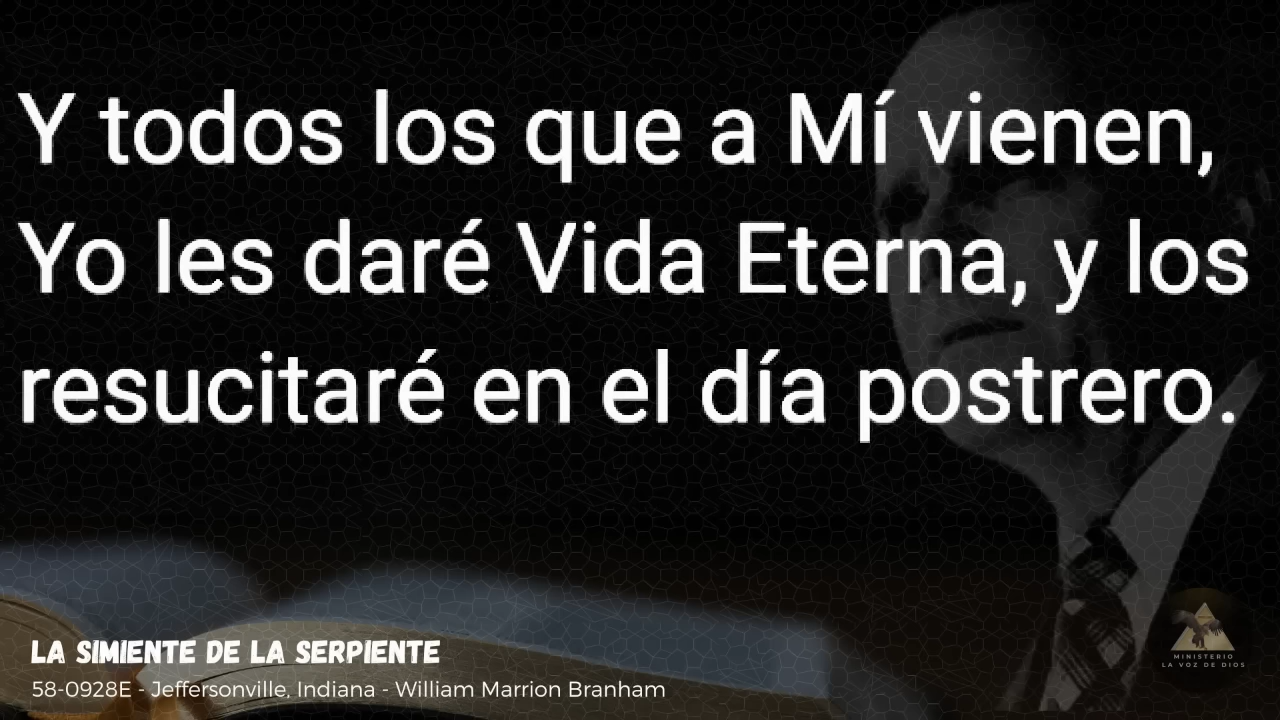 Y todos los que a Mí vienen,
Yo les daré Vida Eterna, y los
resucitaré en el día postrero.
LA SIMIENTE DE LA SERPIENTE
58-0928E - Jeffersonville, Indiana - William Marrion Branham
MINISTERIO
LA VOZ DE DIOS